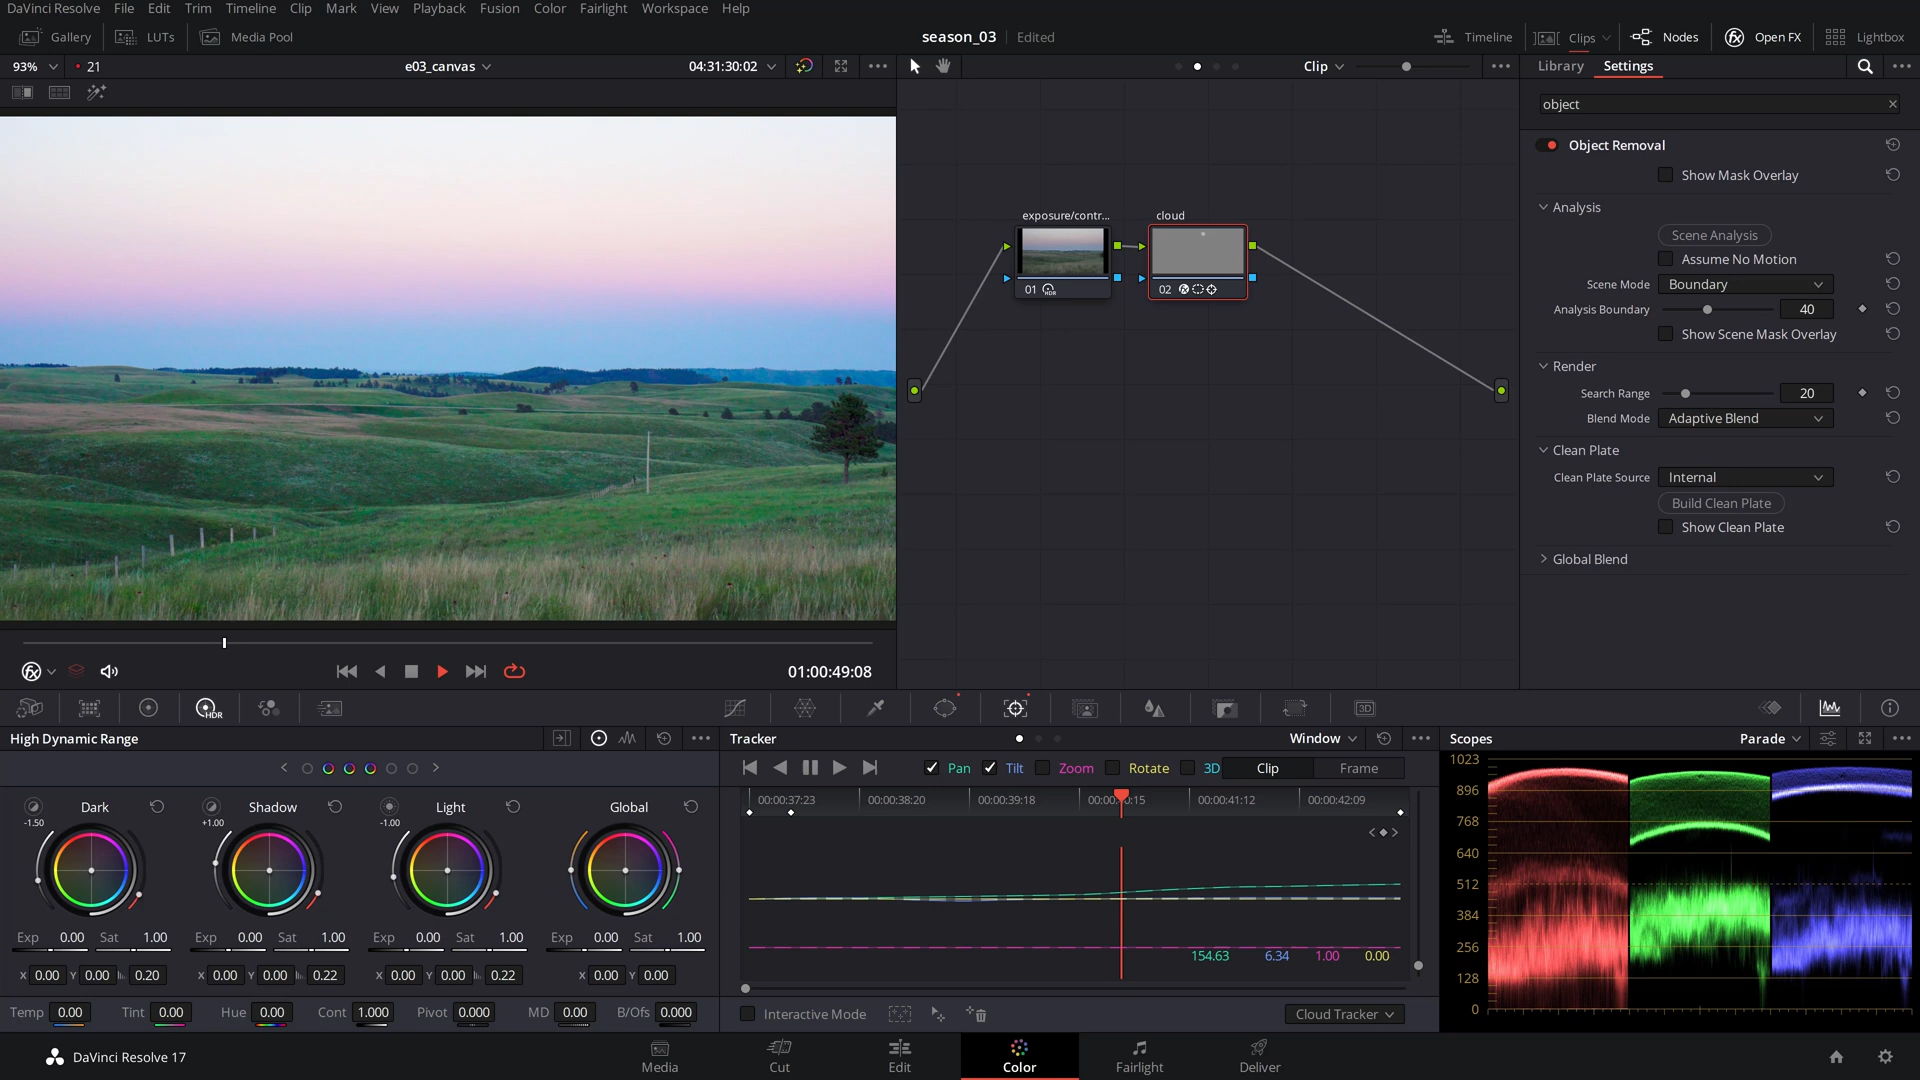 DaVinci Resolve File Edit Trim Timeline Clip Mark View Playback Fusion Color Fairlight Workspace Help
Gallery LUTs Media Pool season_03 Edited Timeline Clips Nodes Open FX Lightbox
93% 21 e03_canvas 04:31:30:02 Clip Library Settings
object
Object Removal
Show Mask Overlay
Analysis
Scene Analysis
Assume No Motion
Scene Mode Boundary
Analysis Boundary 40
Show Scene Mask Overlay
Render
Search Range 20
Blend Mode Adaptive Blend
Clean Plate
Clean Plate Source Internal
Build Clean Plate
Show Clean Plate
Global Blend
exposure/contr... cloud
01 HDR 02
01:00:49:08
HDR 3D
High Dynamic Range
Dark Shadow Light Global
-1.50 +1.00 -1.00
Exp 0.00 Sat 1.00 Exp 0.00 Sat 1.00 Exp 0.00 Sat 1.00 Exp 0.00 Sat 1.00
X 0.00 Y 0.00 0.20 X 0.00 Y 0.00 0.22 X 0.00 Y 0.00 0.22 X 0.00 Y 0.00
Temp 0.00 Tint 0.00 Hue 0.00 Cont 1.000 Pivot 0.000 MD 0.00 B/Ofs 0.000
Tracker Window
Pan Tilt Zoom Rotate 3D Clip Frame
00:00:37:23 00:00:38:20 00:00:39:18 00:00: :15 00:00:41:12 00:00:42:09
154.63 6.34 1.00 0.00
Interactive Mode Cloud Tracker
Scopes Parade
1023
896
768
640
512
384
256
128
0
DaVinci Resolve 17 Media Cut Edit Color Fairlight Deliver